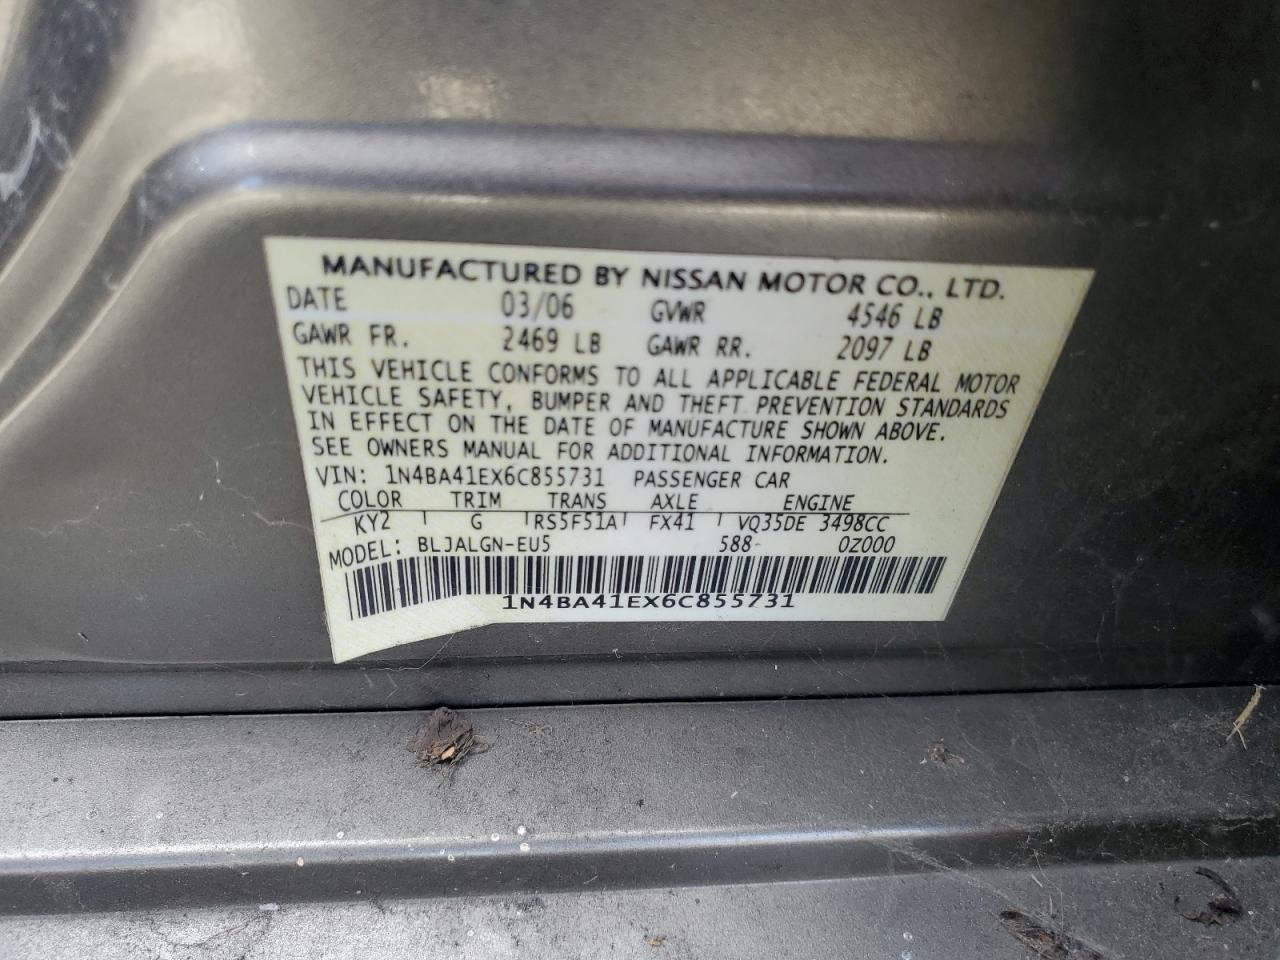 MANUFACTURED BY NISSAN MOTOR CO., LTD.
DATE 03/06 GVWR 4546 LB
GAWR FR. 2469 LB GAWR RR. 2097 LB
THIS VEHICLE CONFORMS TO ALL APPLICABLE FEDERAL MOTOR
VEHICLE SAFETY, BUMPER AND THEFT PREVENTION STANDARDS
IN EFFECT ON THE DATE OF MANUFACTURE SHOWN ABOVE.
SEE OWNERS MANUAL FOR ADDITIONAL INFORMATION.
VIN: 1N4BA41EX6C855731 PASSENGER CAR
COLOR TRIM TRANS AXLE ENGINE
KY2 G RS5F51A FX41 VQ35DE 3498CC
MODEL: BLJALGN-EU5 588- 0Z000
1N4BA41EX6C855731